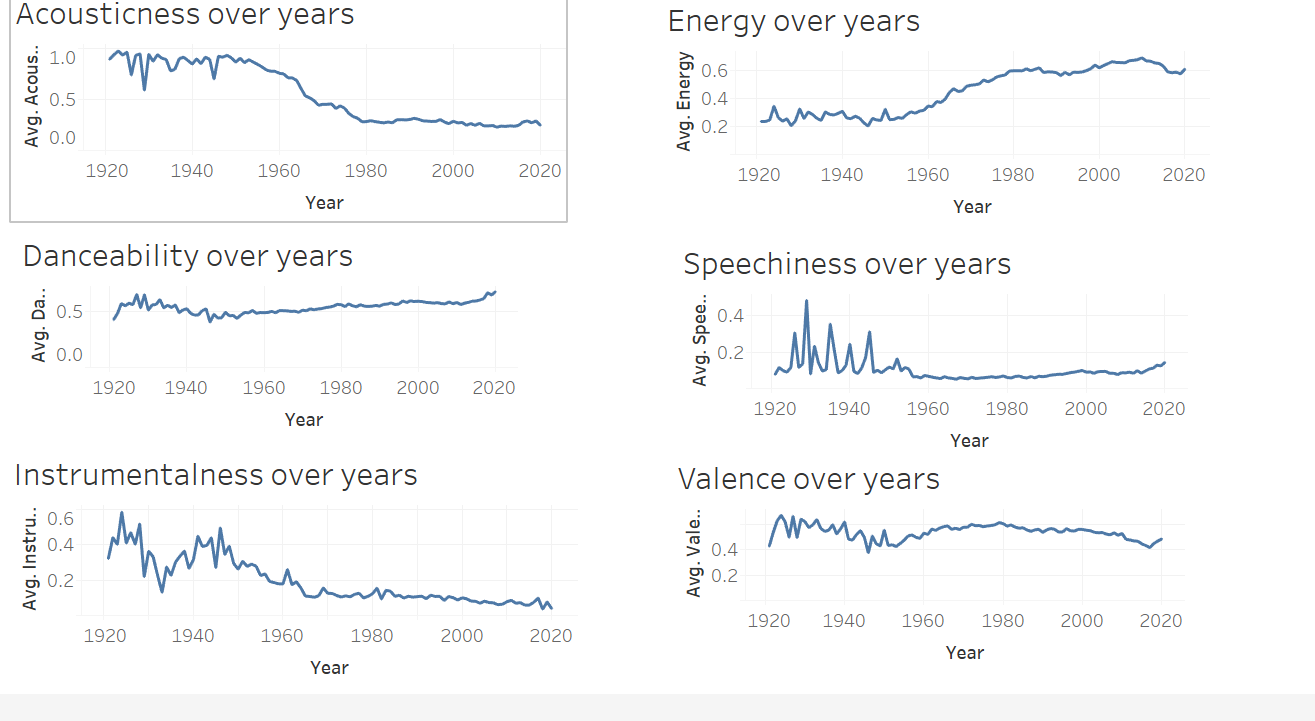 Acousticness over years
Avg. Acous..
1.0
0.5
0.0
1920 1940 1960 1980 2000 2020
Year
Energy over years
Avg. Energy
0.6
0.4
0.2
1920 1940 1960 1980 2000 2020
Year
Danceability over years
Avg. Da..
0.5
0.0
1920 1940 1960 1980 2000 2020
Year
Speechiness over years
Avg. Spee..
0.4
0.2
1920 1940 1960 1980 2000 2020
Year
Instrumentalness over years
Avg. Instru..
0.6
0.4
0.2
1920 1940 1960 1980 2000 2020
Year
Valence over years
Avg. Vale..
0.4
0.2
1920 1940 1960 1980 2000 2020
Year